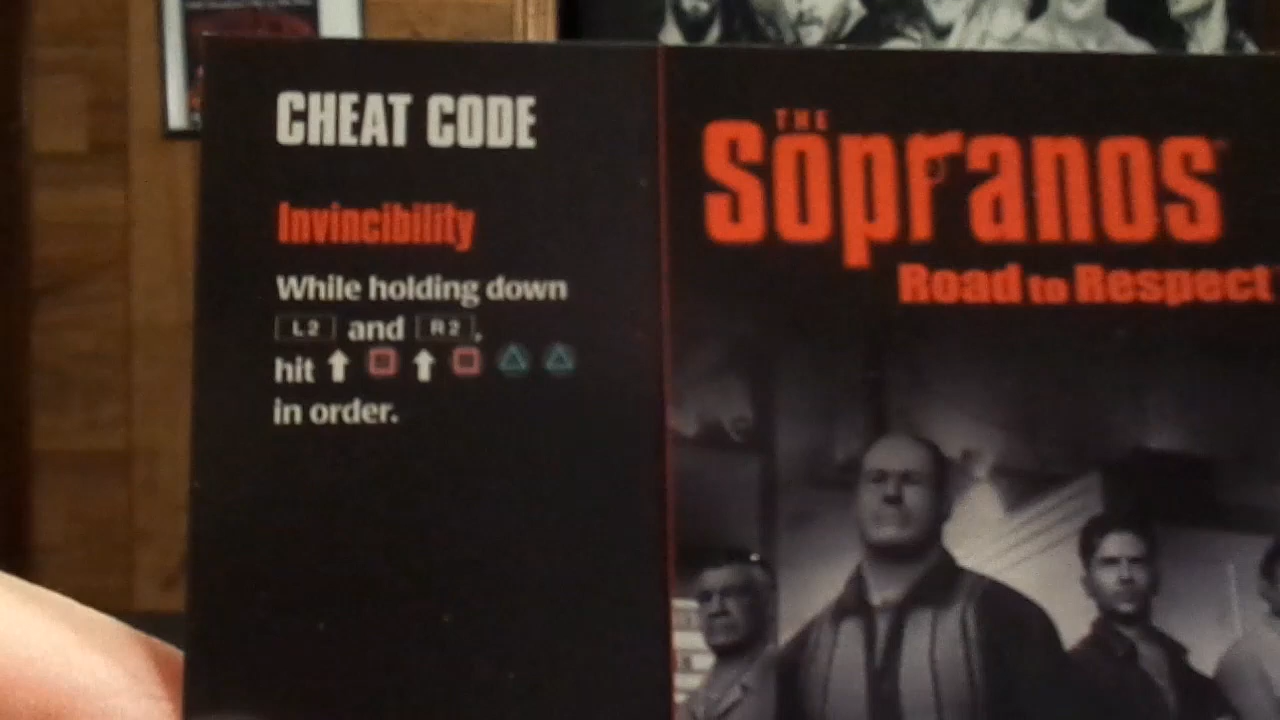 CHEAT CODE
Invincibility
While holding down
L2 and R2,
hit ↑ □ ↑ □ △ △
in order.
THE
Sopranos
Road to Respect